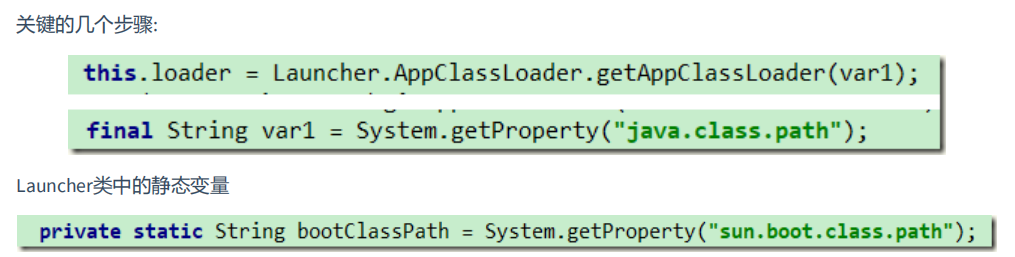 关键的几个步骤:
this.loader = Launcher.AppClassLoader.getAppClassLoader(var1);
final String var1 = System.getProperty("java.class.path");
Launcher类中的静态变量
private static String bootClassPath = System.getProperty("sun.boot.class.path");